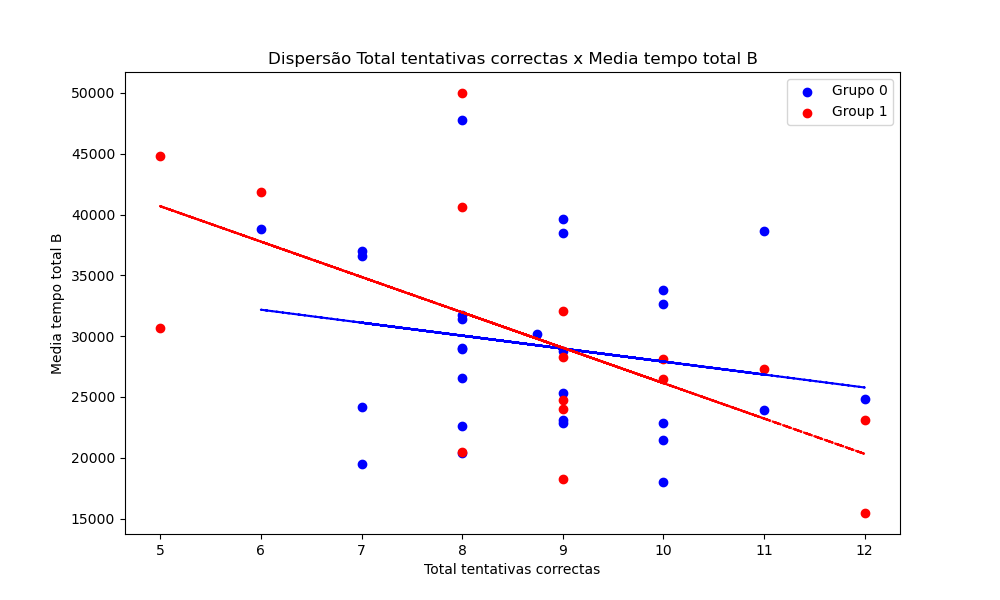 Dispersão Total tentativas correctas x Media tempo total B
Grupo 0
Group 1
50000
45000
40000
35000
30000
25000
20000
15000
Media tempo total B
5 6 7 8 9 10 11 12
Total tentativas correctas